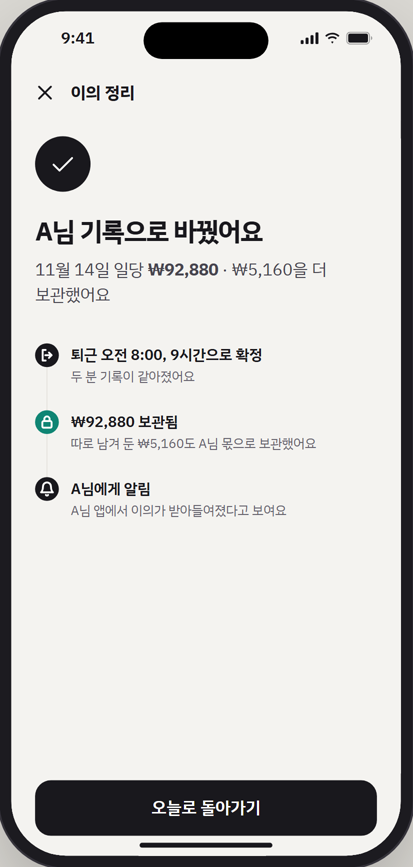 9:41
이의 정리
A님 기록으로 바꿨어요
11월 14일 일당 ₩92,880 · ₩5,160을 더
보관했어요
퇴근 오전 8:00, 9시간으로 확정
두 분 기록이 같아졌어요
₩92,880 보관됨
따로 남겨 둔 ₩5,160도 A님 몫으로 보관했어요
A님에게 알림
A님 앱에서 이의가 받아들여졌다고 보여요
오늘로 돌아가기